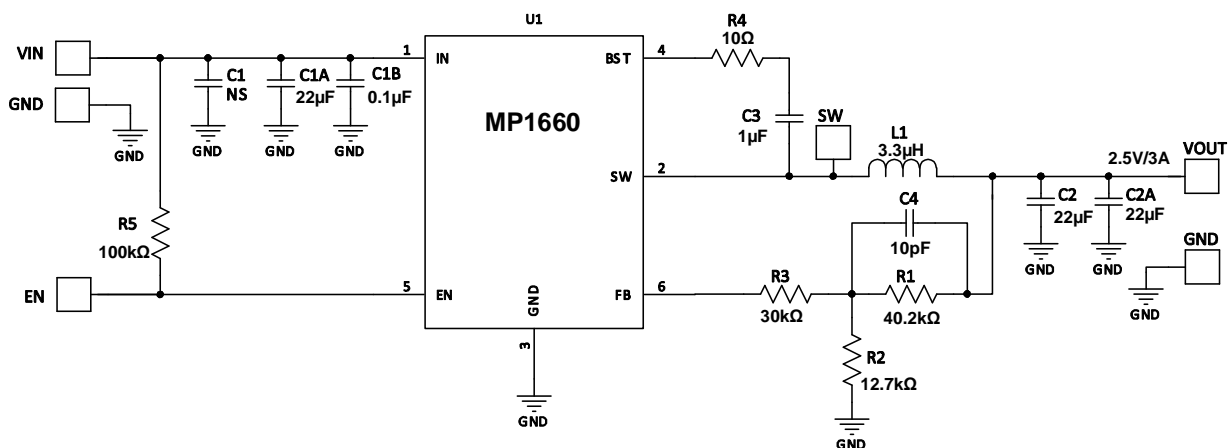 U1
VIN
1
IN
BST
4
R4
10Ω
C1
NS
C1A
22µF
C1B
0.1µF
GND
GND
GND
GND
GND
MP1660
C3
1µF
SW
SW
2
L1
3.3µH
2.5V/3A
VOUT
C2
22µF
C2A
22µF
GND
GND
GND
GND
C4
10pF
R5
100kΩ
EN
5
EN
GND
3
GND
FB
6
R3
30kΩ
R1
40.2kΩ
R2
12.7kΩ
GND